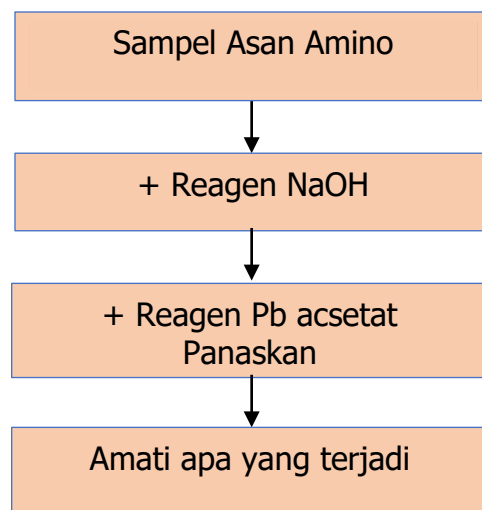 Sampel Asan Amino
+ Reagen NaOH
+ Reagen Pb acsetat
Panaskan
Amati apa yang terjadi